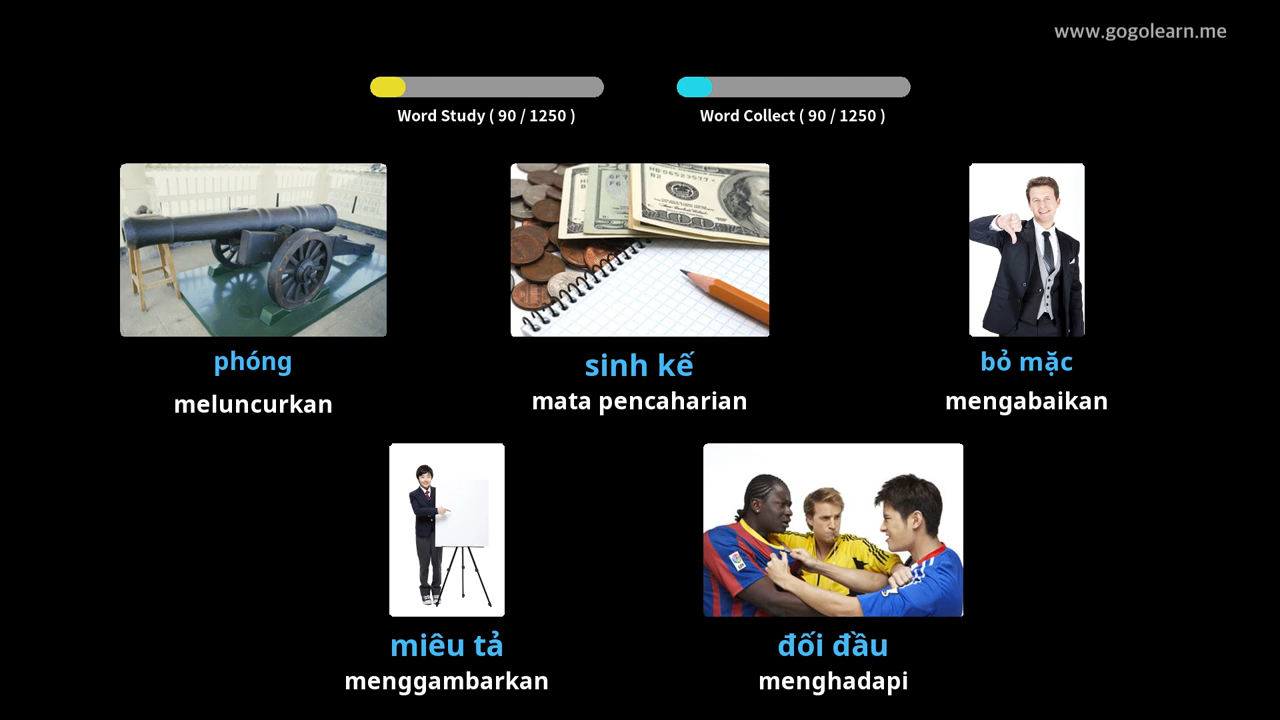 www.gogolearn.me
Word Study ( 90 / 1250 )
Word Collect ( 90 / 1250 )
phóng
meluncurkan
sinh kế
mata pencaharian
bỏ mặc
mengabaikan
miêu tả
menggambarkan
đối đầu
menghadapi